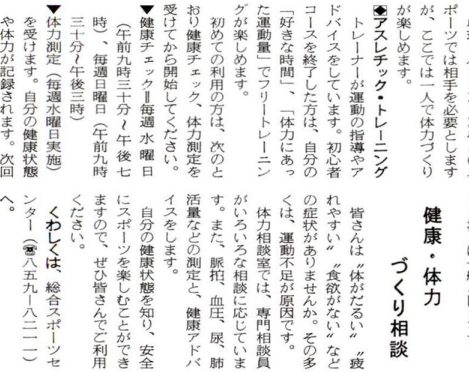 ポーツでは相手を必要とします
が、ここでは一人で体力づくり
が楽しめます。
◆アスレチック・トレーニング
トレーナーが運動の指導やア
ドバイスをしています。初心者
コースを終了した方は、自分の
「好きな時間」、「体力にあっ
た運動量」でフリートレーニン
グが楽しめます。
初めての利用の方は、次のと
おり健康チェック、体力測定を
受けてから開始してください。
▼健康チェック＝毎週水曜日
（午前九時三十分〜午後七
時）、毎週日曜日（午前九時
三十分〜午後三時）
▼体力測定（毎週水曜日実施）
を受けます。自分の健康状態
や体力が記録されます。次回
健康・体力
づくり相談
皆さんは〝体がだるい〟〝疲
れやすい〟〝食欲がない〟など
の症状がありませんか。その多
くは、運動不足が原因です。
体力相談室では、専門相談員
がいろいろな相談に応じていま
す。また、脈拍、血圧、尿、肺
活量などの測定と、健康アドバ
イスをします。
自分の健康状態を知り、安全
にスポーツを楽しむことができ
ますので、ぜひ皆さんでご利用
ください。
くわしくは、総合スポーツセ
ンター（☎八五九―八二一一）
へ。